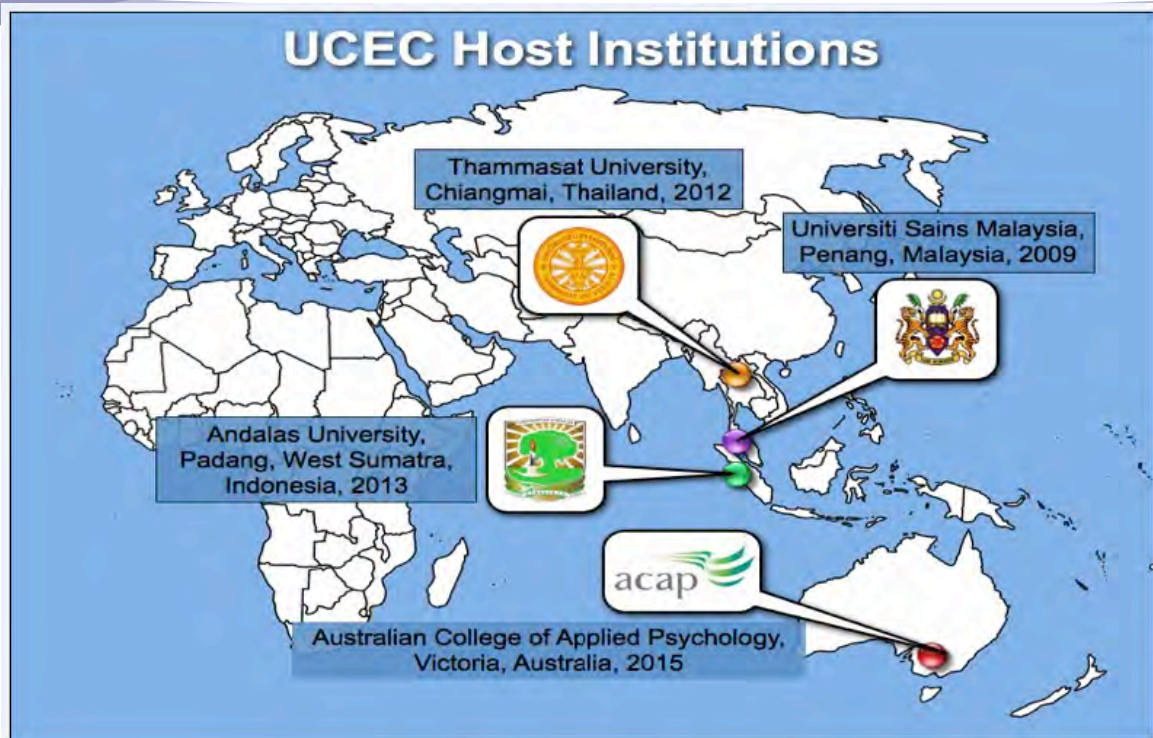 UCEC Host Institutions
Thammasat University,
Chiangmai, Thailand, 2012
Universiti Sains Malaysia,
Penang, Malaysia, 2009
Andalas University,
Padang, West Sumatra,
Indonesia, 2013
acap
Australian College of Applied Psychology,
Victoria, Australia, 2015